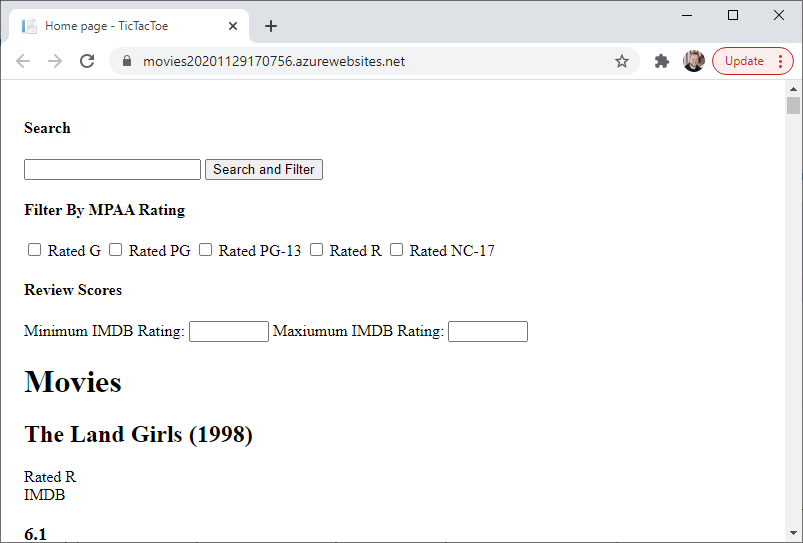 Home page - TicTacToe
movies20201129170756.azurewebsites.net
Update
Search
Search and Filter
Filter By MPAA Rating
Rated G Rated PG Rated PG-13 Rated R Rated NC-17
Review Scores
Minimum IMDB Rating: Maxiumum IMDB Rating:
Movies
The Land Girls (1998)
Rated R
IMDB
6.1